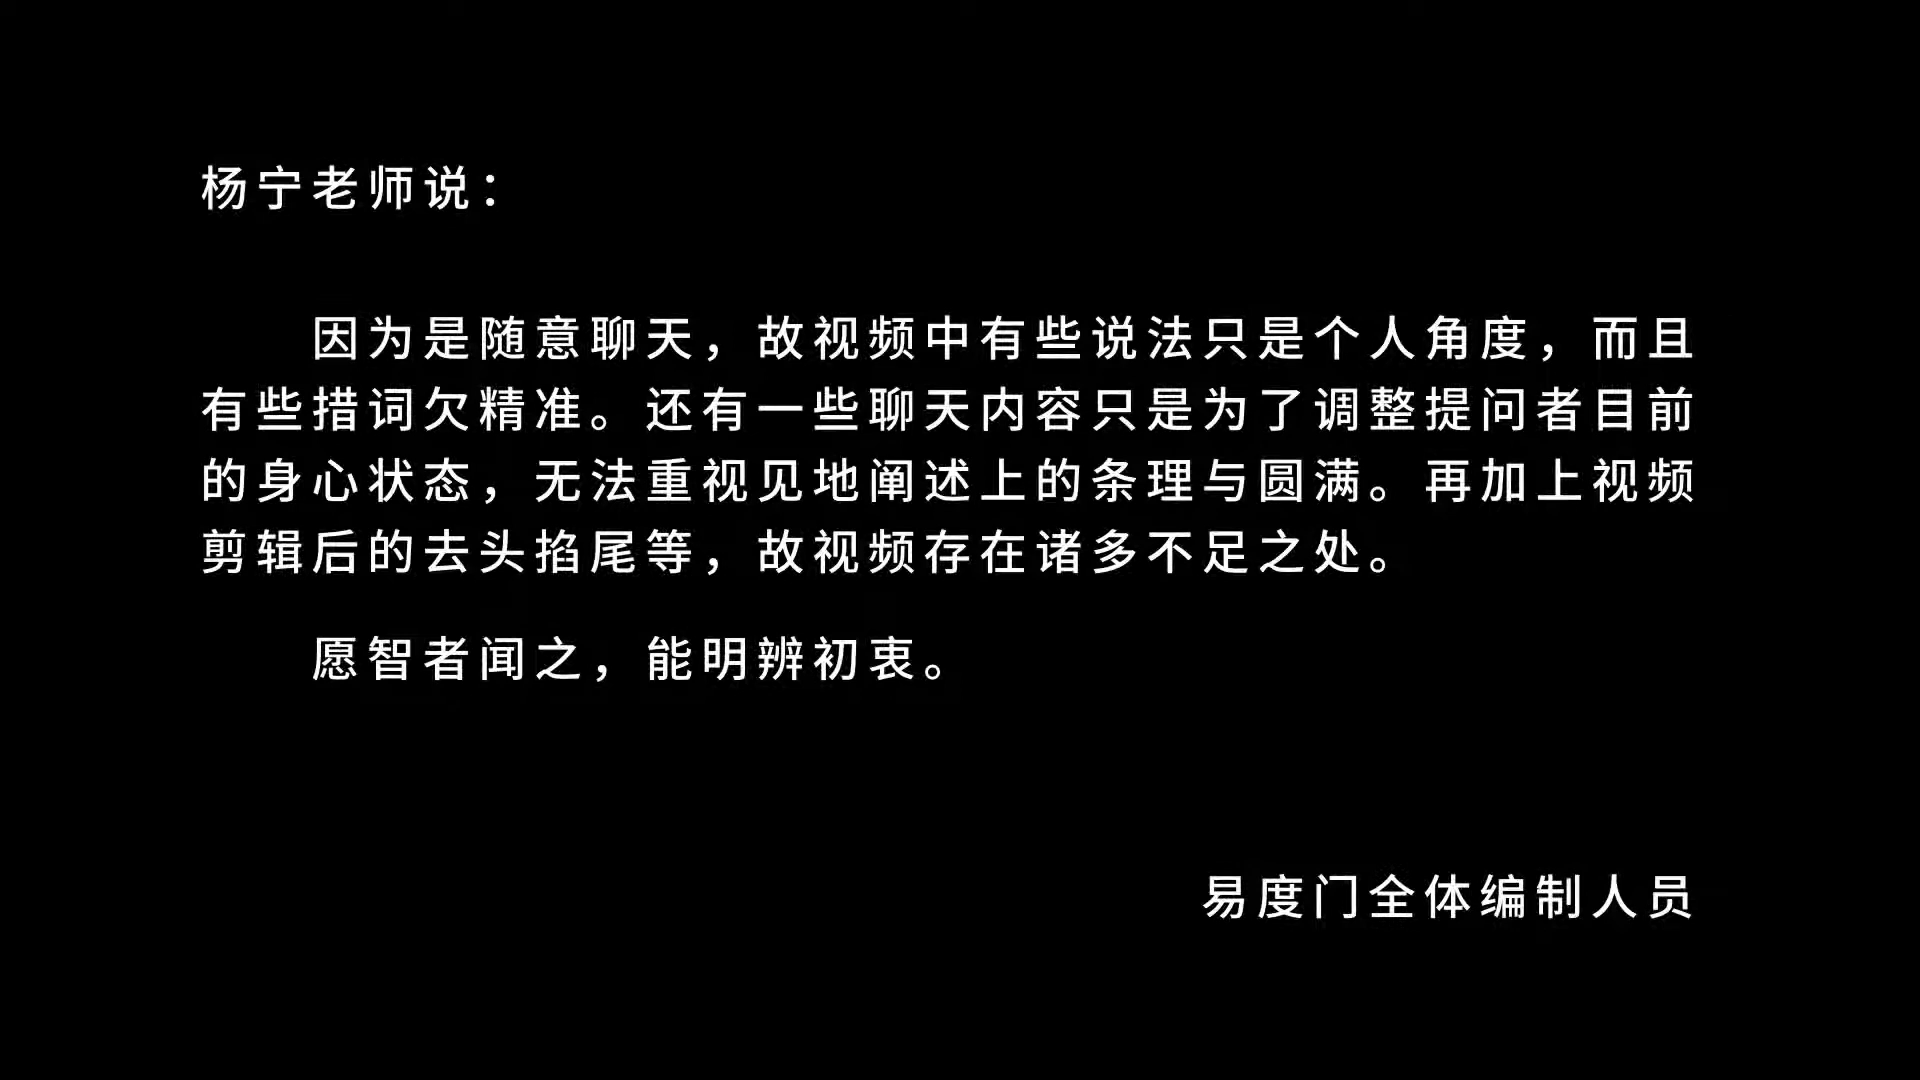 杨宁老师说：
因为是随意聊天，故视频中有些说法只是个人角度，而且
有些措词欠精准。还有一些聊天内容只是为了调整提问者目前
的身心状态，无法重视见地阐述上的条理与圆满。再加上视频
剪辑后的去头掐尾等，故视频存在诸多不足之处。
愿智者闻之，能明辨初衷。
易度门全体编制人员